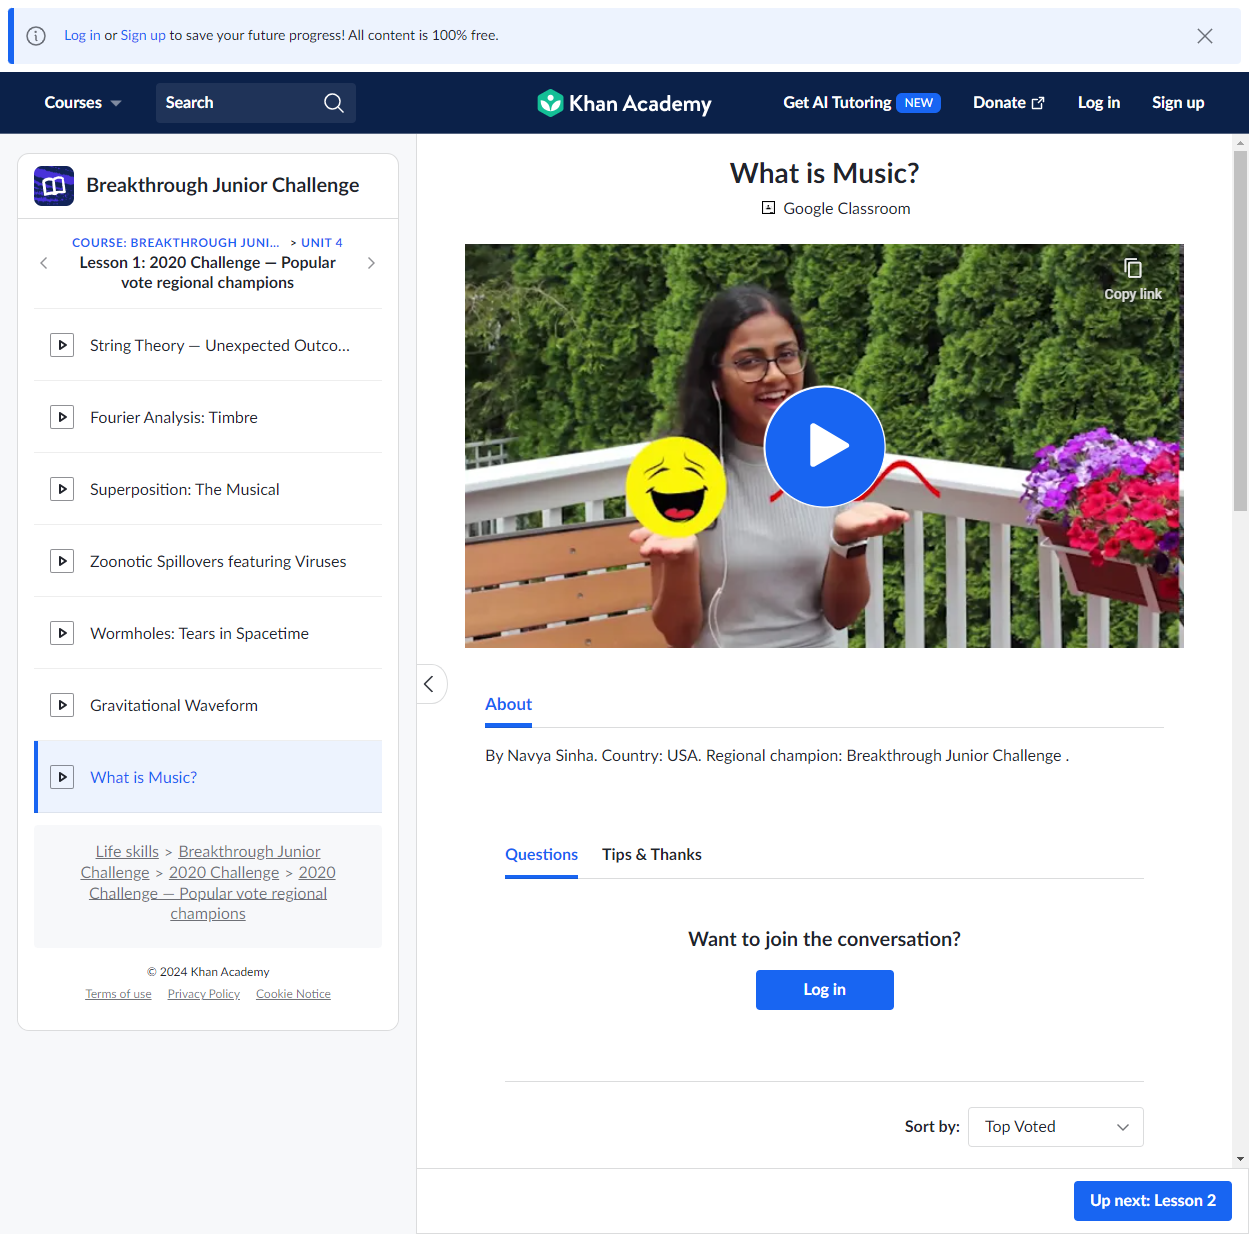 Log in or Sign up to save your future progress! All content is 100% free.
Courses
Search
Khan Academy
Get AI Tutoring NEW
Donate
Log in
Sign up
Breakthrough Junior Challenge
COURSE: BREAKTHROUGH JUNI... > UNIT 4
Lesson 1: 2020 Challenge — Popular
vote regional champions
String Theory — Unexpected Outco...
Fourier Analysis: Timbre
Superposition: The Musical
Zoonotic Spillovers featuring Viruses
Wormholes: Tears in Spacetime
Gravitational Waveform
What is Music?
Life skills > Breakthrough Junior
Challenge > 2020 Challenge > 2020
Challenge — Popular vote regional
champions
© 2024 Khan Academy
Terms of use Privacy Policy Cookie Notice
What is Music?
Google Classroom
Copy link
About
By Navya Sinha. Country: USA. Regional champion: Breakthrough Junior Challenge .
Questions Tips & Thanks
Want to join the conversation?
Log in
Sort by: Top Voted
Up next: Lesson 2